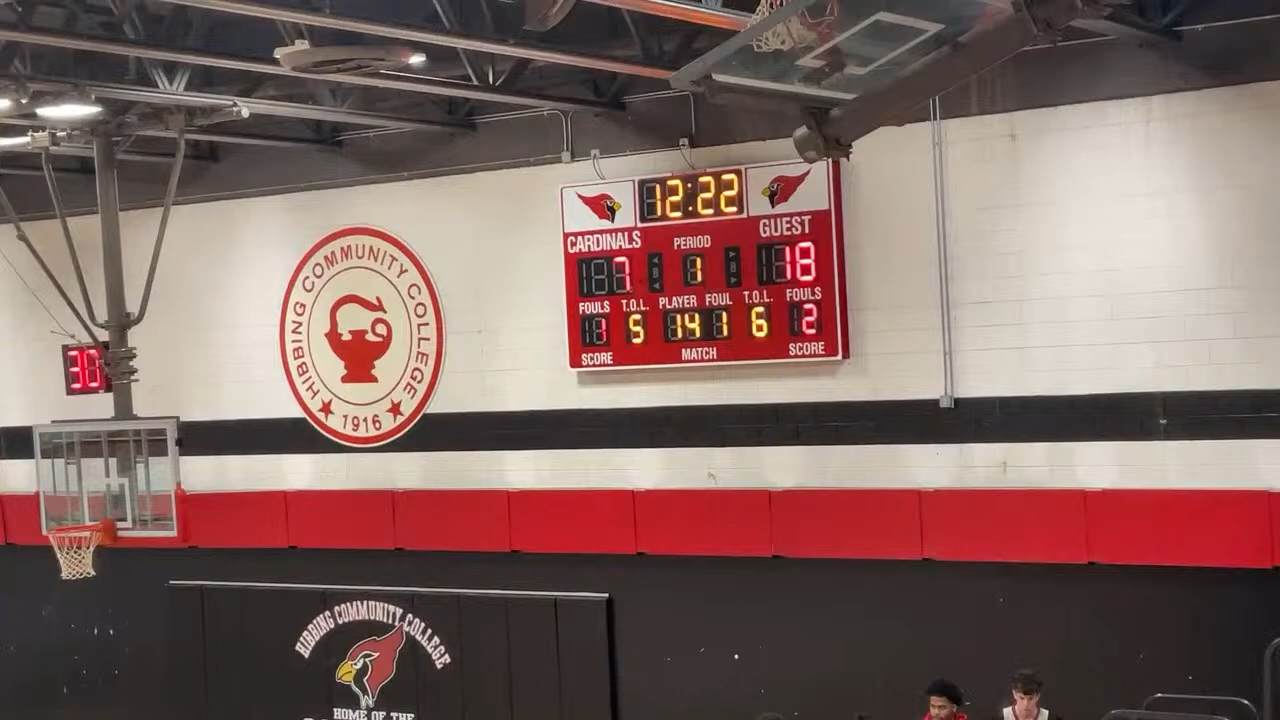 12:22
CARDINALS
PERIOD
GUEST
7
1
18
FOULS T.O.L. PLAYER FOUL T.O.L. FOULS
1 5 14 1 6 2
SCORE MATCH SCORE
30
HIBBING COMMUNITY COLLEGE
1916
HIBBING COMMUNITY COLLEGE
HOME OF THE